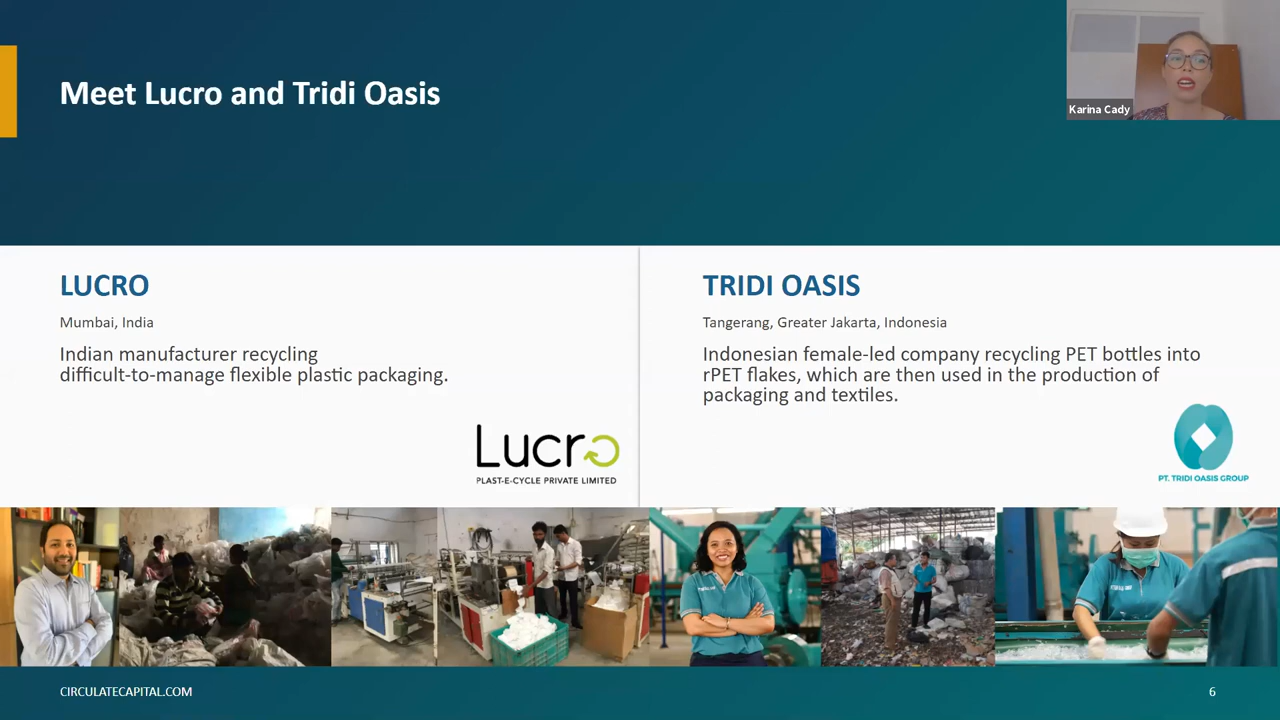 Meet Lucro and Tridi Oasis
Karina Cady
LUCRO
Mumbai, India
Indian manufacturer recycling
difficult-to-manage flexible plastic packaging.
Lucro
PLAST-E-CYCLE PRIVATE LIMITED
TRIDI OASIS
Tangerang, Greater Jakarta, Indonesia
Indonesian female-led company recycling PET bottles into
rPET flakes, which are then used in the production of
packaging and textiles.
PT. TRIDI OASIS GROUP
CIRCULATECAPITAL.COM
6